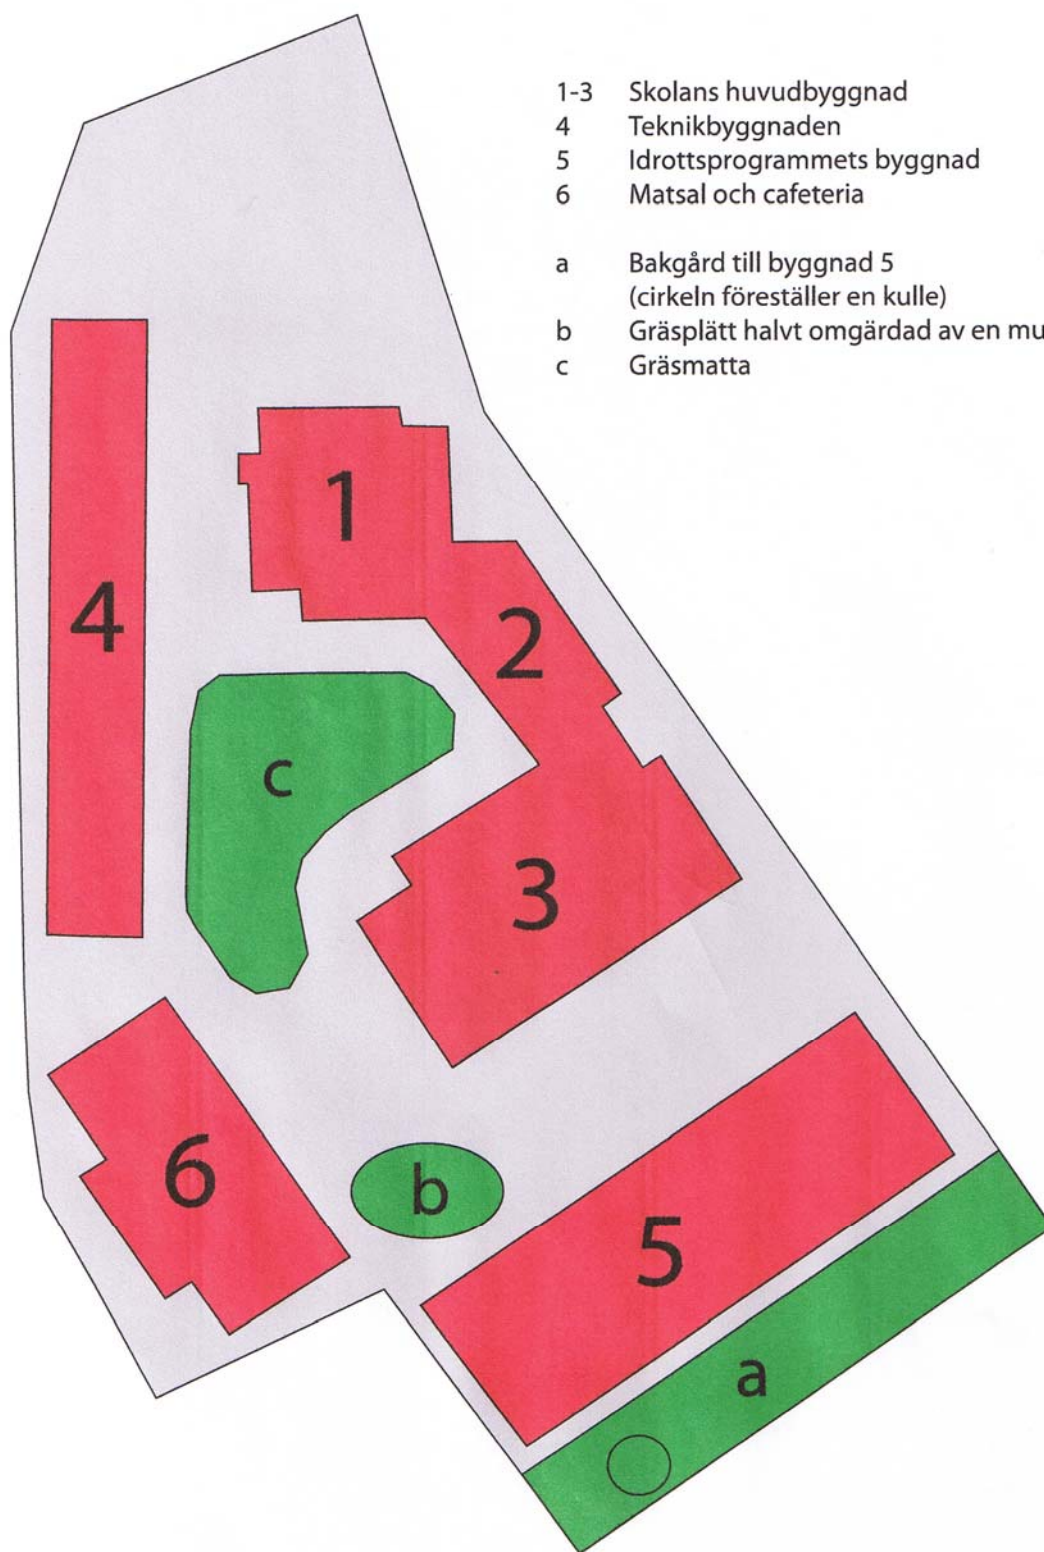 1-3 Skolans huvudbyggnad
4 Teknikbyggnaden
5 Idrottsprogrammets byggnad
6 Matsal och cafeteria
a Bakgård till byggnad 5
(cirkeln föreställer en kulle)
b Gräsplätt halvt omgärdad av en mu
c Gräsmatta
1
4
2
c
3
6
b
5
a